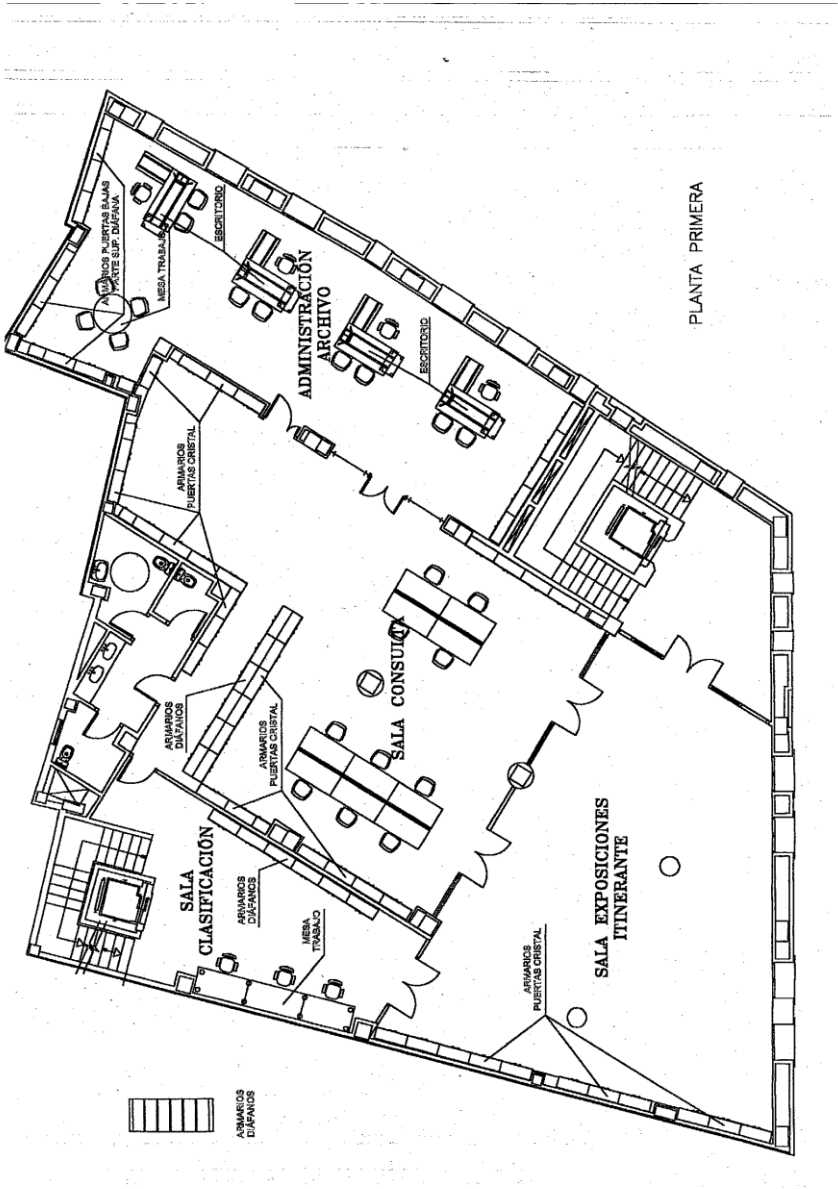 PLANTA PRIMERA
ARMARIOS PUERTAS BAJAS
PARTE SUP. DIÁFANA
MESA TRABAJO
ESCRITORIO
ADMINISTRACIÓN
ARCHIVO
ESCRITORIO
ARMARIOS
PUERTAS CRISTAL
ARMARIOS
DIÁFANOS
ARMARIOS
PUERTAS CRISTAL
SALA CONSULTA
SALA
CLASIFICACIÓN
ARMARIOS
DIÁFANOS
MESA
TRABAJO
SALA EXPOSICIONES
ITINERANTE
ARMARIOS
PUERTAS CRISTAL
ARMARIOS
DIÁFANOS